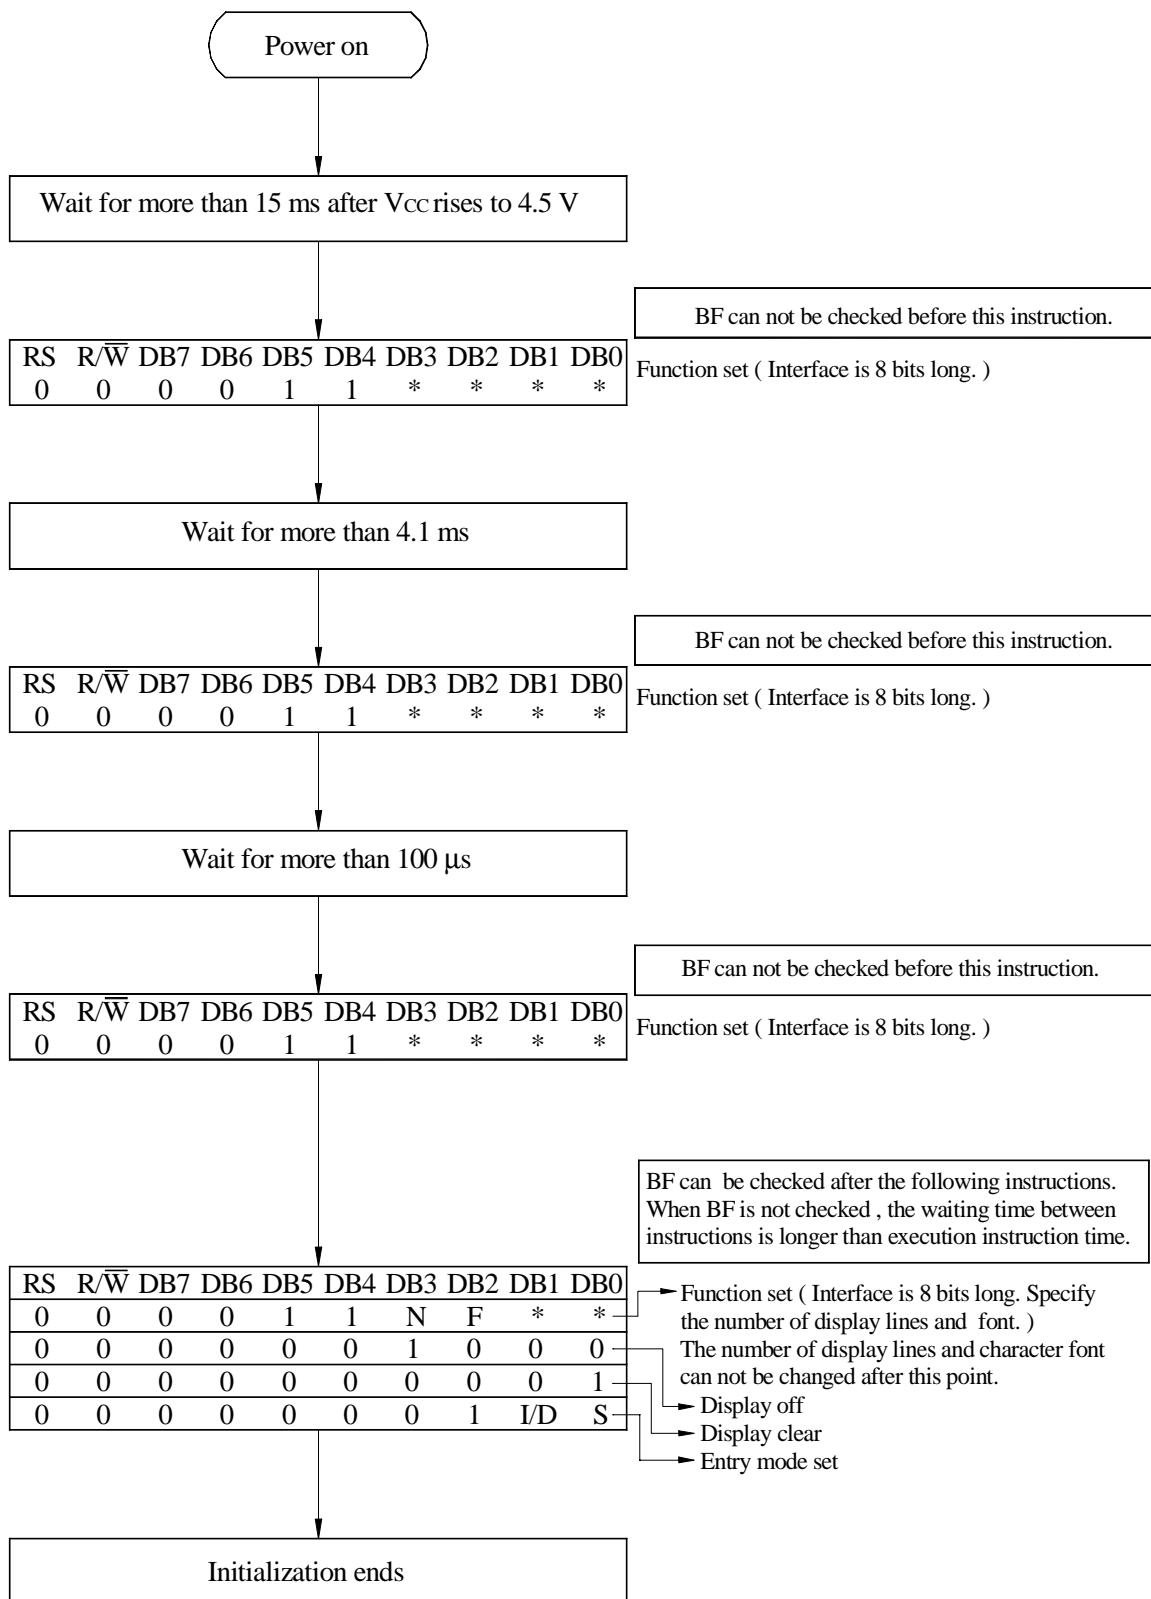 Power on
Wait for more than 15 ms after VCC rises to 4.5 V
BF can not be checked before this instruction.
RS R/W̅ DB7 DB6 DB5 DB4 DB3 DB2 DB1 DB0
0 0 0 0 1 1 * * * *
Function set ( Interface is 8 bits long. )
Wait for more than 4.1 ms
BF can not be checked before this instruction.
RS R/W̅ DB7 DB6 DB5 DB4 DB3 DB2 DB1 DB0
0 0 0 0 1 1 * * * *
Function set ( Interface is 8 bits long. )
Wait for more than 100 µs
BF can not be checked before this instruction.
RS R/W̅ DB7 DB6 DB5 DB4 DB3 DB2 DB1 DB0
0 0 0 0 1 1 * * * *
Function set ( Interface is 8 bits long. )
BF can be checked after the following instructions.
When BF is not checked , the waiting time between
instructions is longer than execution instruction time.
RS R/W̅ DB7 DB6 DB5 DB4 DB3 DB2 DB1 DB0
0 0 0 0 1 1 N F * *
0 0 0 0 0 0 1 0 0 0
0 0 0 0 0 0 0 0 0 1
0 0 0 0 0 0 0 1 I/D S
Function set ( Interface is 8 bits long. Specify
the number of display lines and font. )
The number of display lines and character font
can not be changed after this point.
Display off
Display clear
Entry mode set
Initialization ends